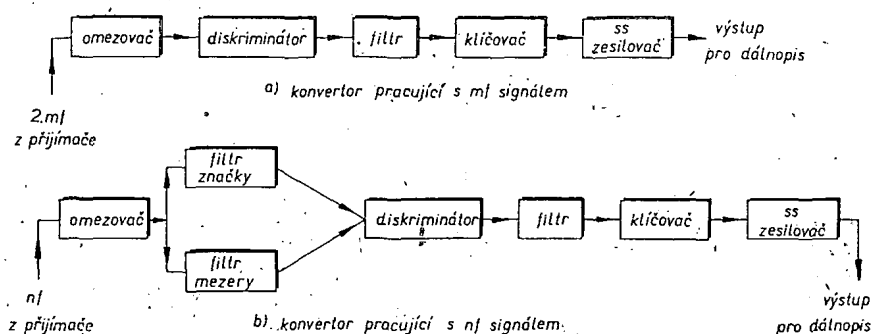 omezovač
diskriminátor
filtr
klíčovač
ss
zesilovač
výstup
pro dálnopis
2.mf
z přijímače
a) konvertor pracující s mf signálem
filtr
značky
omezovač
filtr
mezery
diskriminátor
filtr
klíčovač
ss
zesilovač
nf
z přijímače
výstup
pro dálnopis
b) konvertor pracující s nf signálem